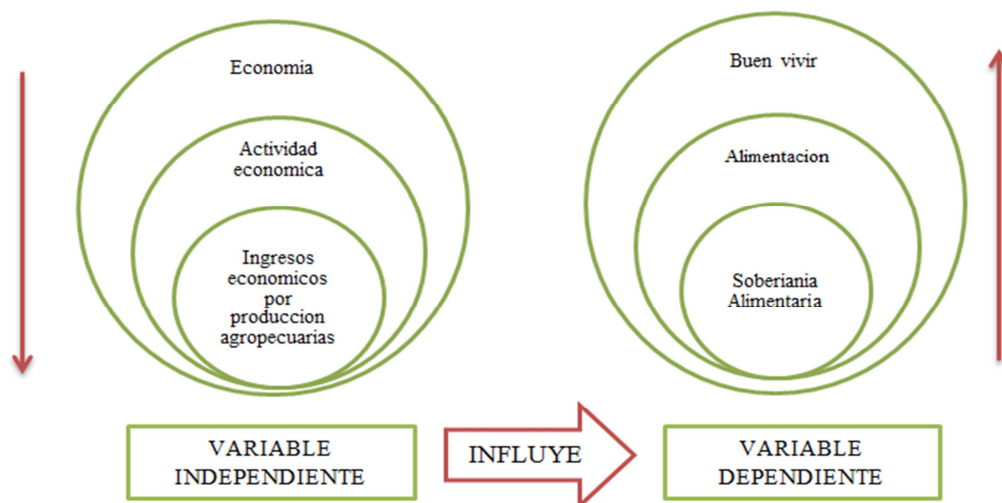 Economia
Actividad
economica
Ingresos
economicos
por
produccion
agropecuarias
VARIABLE
INDEPENDIENTE
INFLUYE
Buen vivir
Alimentacion
Soberiania
Alimentaria
VARIABLE
DEPENDIENTE